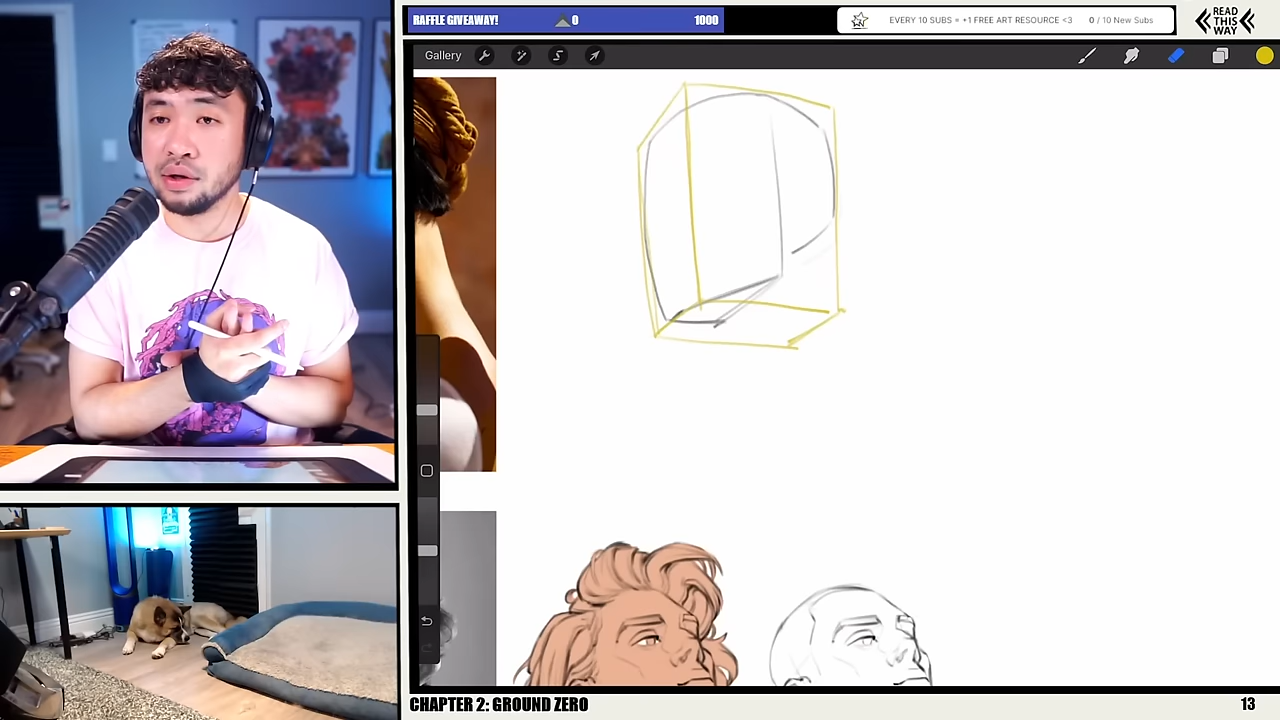 RAFFLE GIVEAWAY! 0 1000
EVERY 10 SUBS = +1 FREE ART RESOURCE <3 0 / 10 New Subs
READ
THIS
WAY
Gallery
CHAPTER 2: GROUND ZERO 13